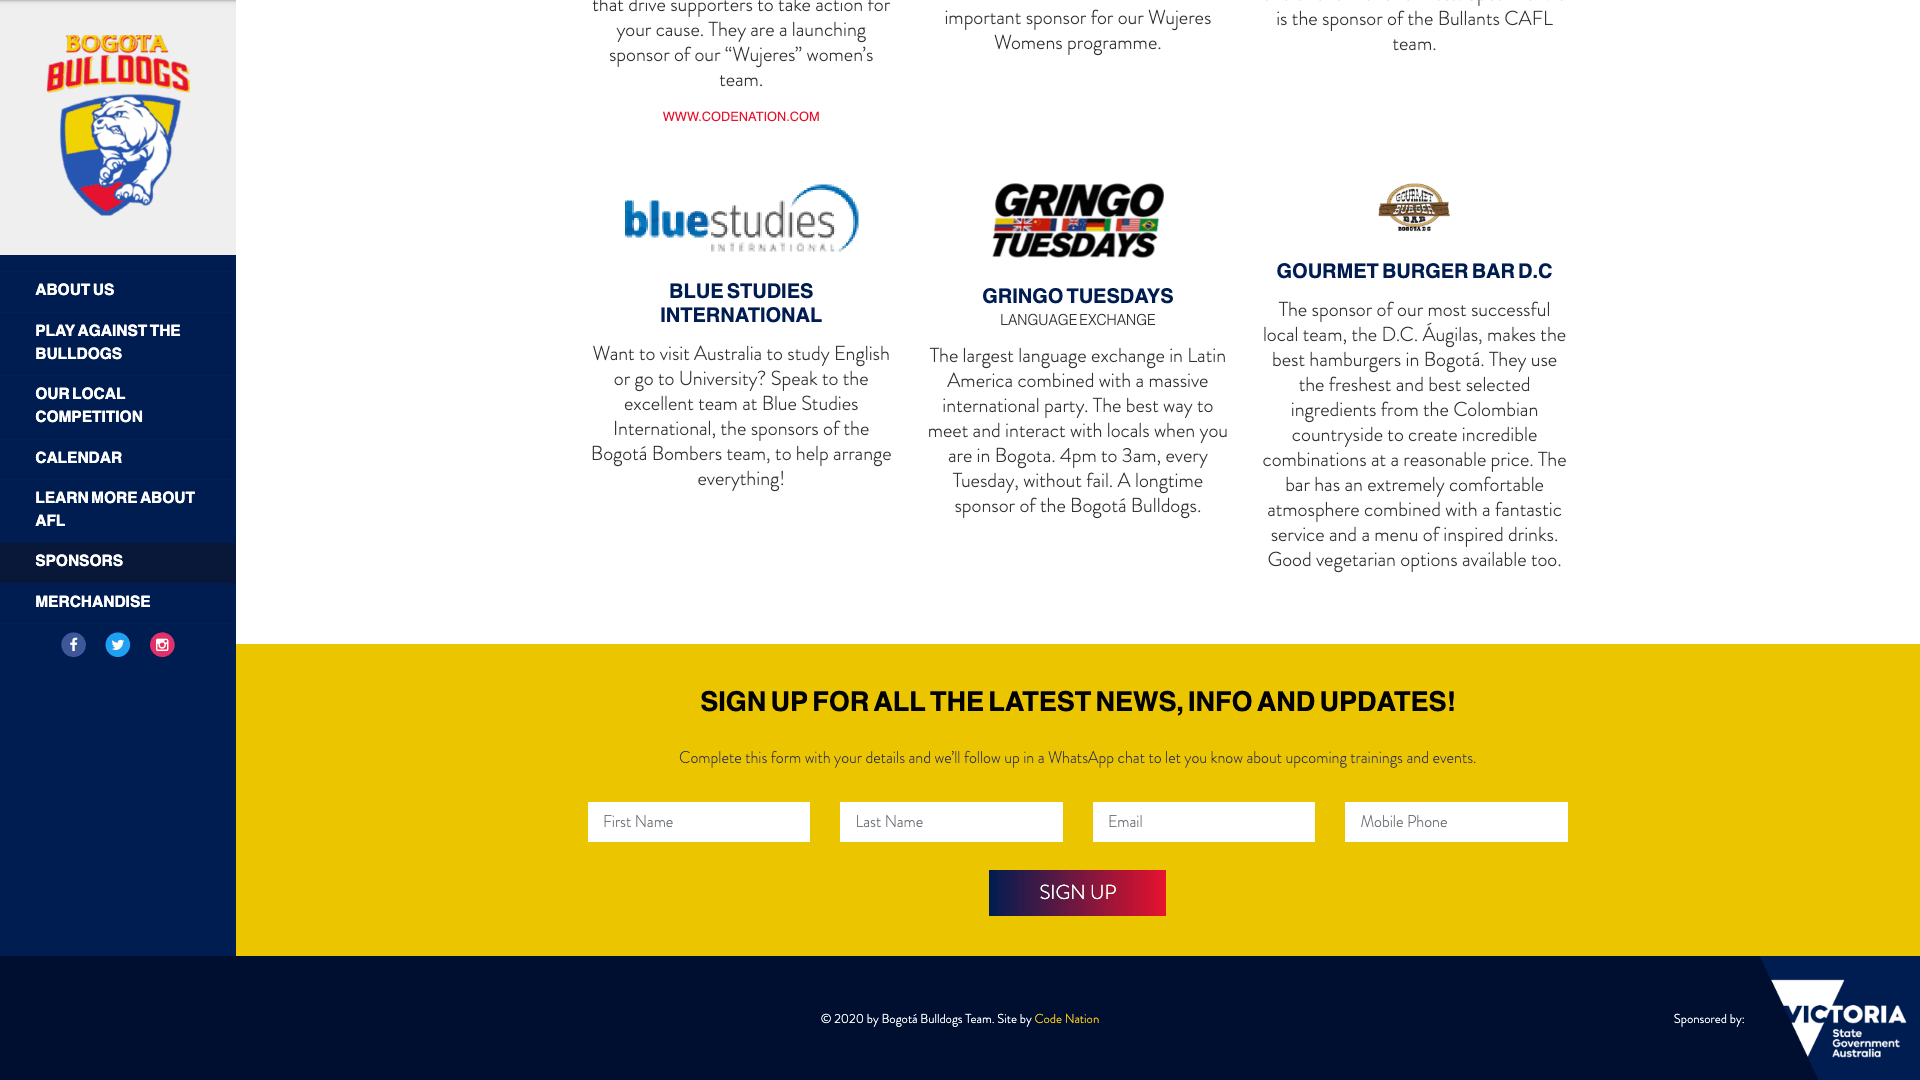 BOGOTA
BULLDOGS
ABOUT US
PLAY AGAINST THE
BULLDOGS
OUR LOCAL
COMPETITION
CALENDAR
LEARN MORE ABOUT
AFL
SPONSORS
MERCHANDISE
that drive supporters to take action for
your cause. They are a launching
sponsor of our “Wujeres” women’s
team.
WWW.CODENATION.COM
important sponsor for our Wujeres
Womens programme.
is the sponsor of the Bullants CAFL
team.
bluestudies
INTERNATIONAL
BLUE STUDIES
INTERNATIONAL
Want to visit Australia to study English
or go to University? Speak to the
excellent team at Blue Studies
International, the sponsors of the
Bogotá Bombers team, to help arrange
everything!
GRINGO
TUESDAYS
GRINGO TUESDAYS
LANGUAGE EXCHANGE
The largest language exchange in Latin
America combined with a massive
international party. The best way to
meet and interact with locals when you
are in Bogota. 4pm to 3am, every
Tuesday, without fail. A longtime
sponsor of the Bogotá Bulldogs.
GOURMET
BURGER
BAR
BOGOTA D C
GOURMET BURGER BAR D.C
The sponsor of our most successful
local team, the D.C. Áugilas, makes the
best hamburgers in Bogotá. They use
the freshest and best selected
ingredients from the Colombian
countryside to create incredible
combinations at a reasonable price. The
bar has an extremely comfortable
atmosphere combined with a fantastic
service and a menu of inspired drinks.
Good vegetarian options available too.
SIGN UP FOR ALL THE LATEST NEWS, INFO AND UPDATES!
Complete this form with your details and we’ll follow up in a WhatsApp chat to let you know about upcoming trainings and events.
First Name
Last Name
Email
Mobile Phone
SIGN UP
© 2020 by Bogotá Bulldogs Team. Site by Code Nation
Sponsored by:
VICTORIA
State
Government
Australia